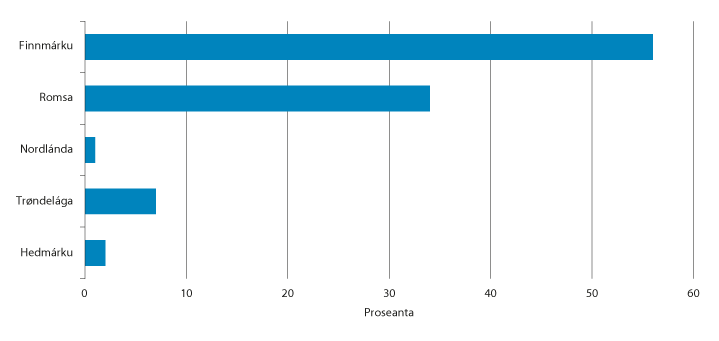 Finnmárku
Romsa
Nordlánda
Trøndelága
Hedmárku
0 10 20 30 40 50 60
Proseanta